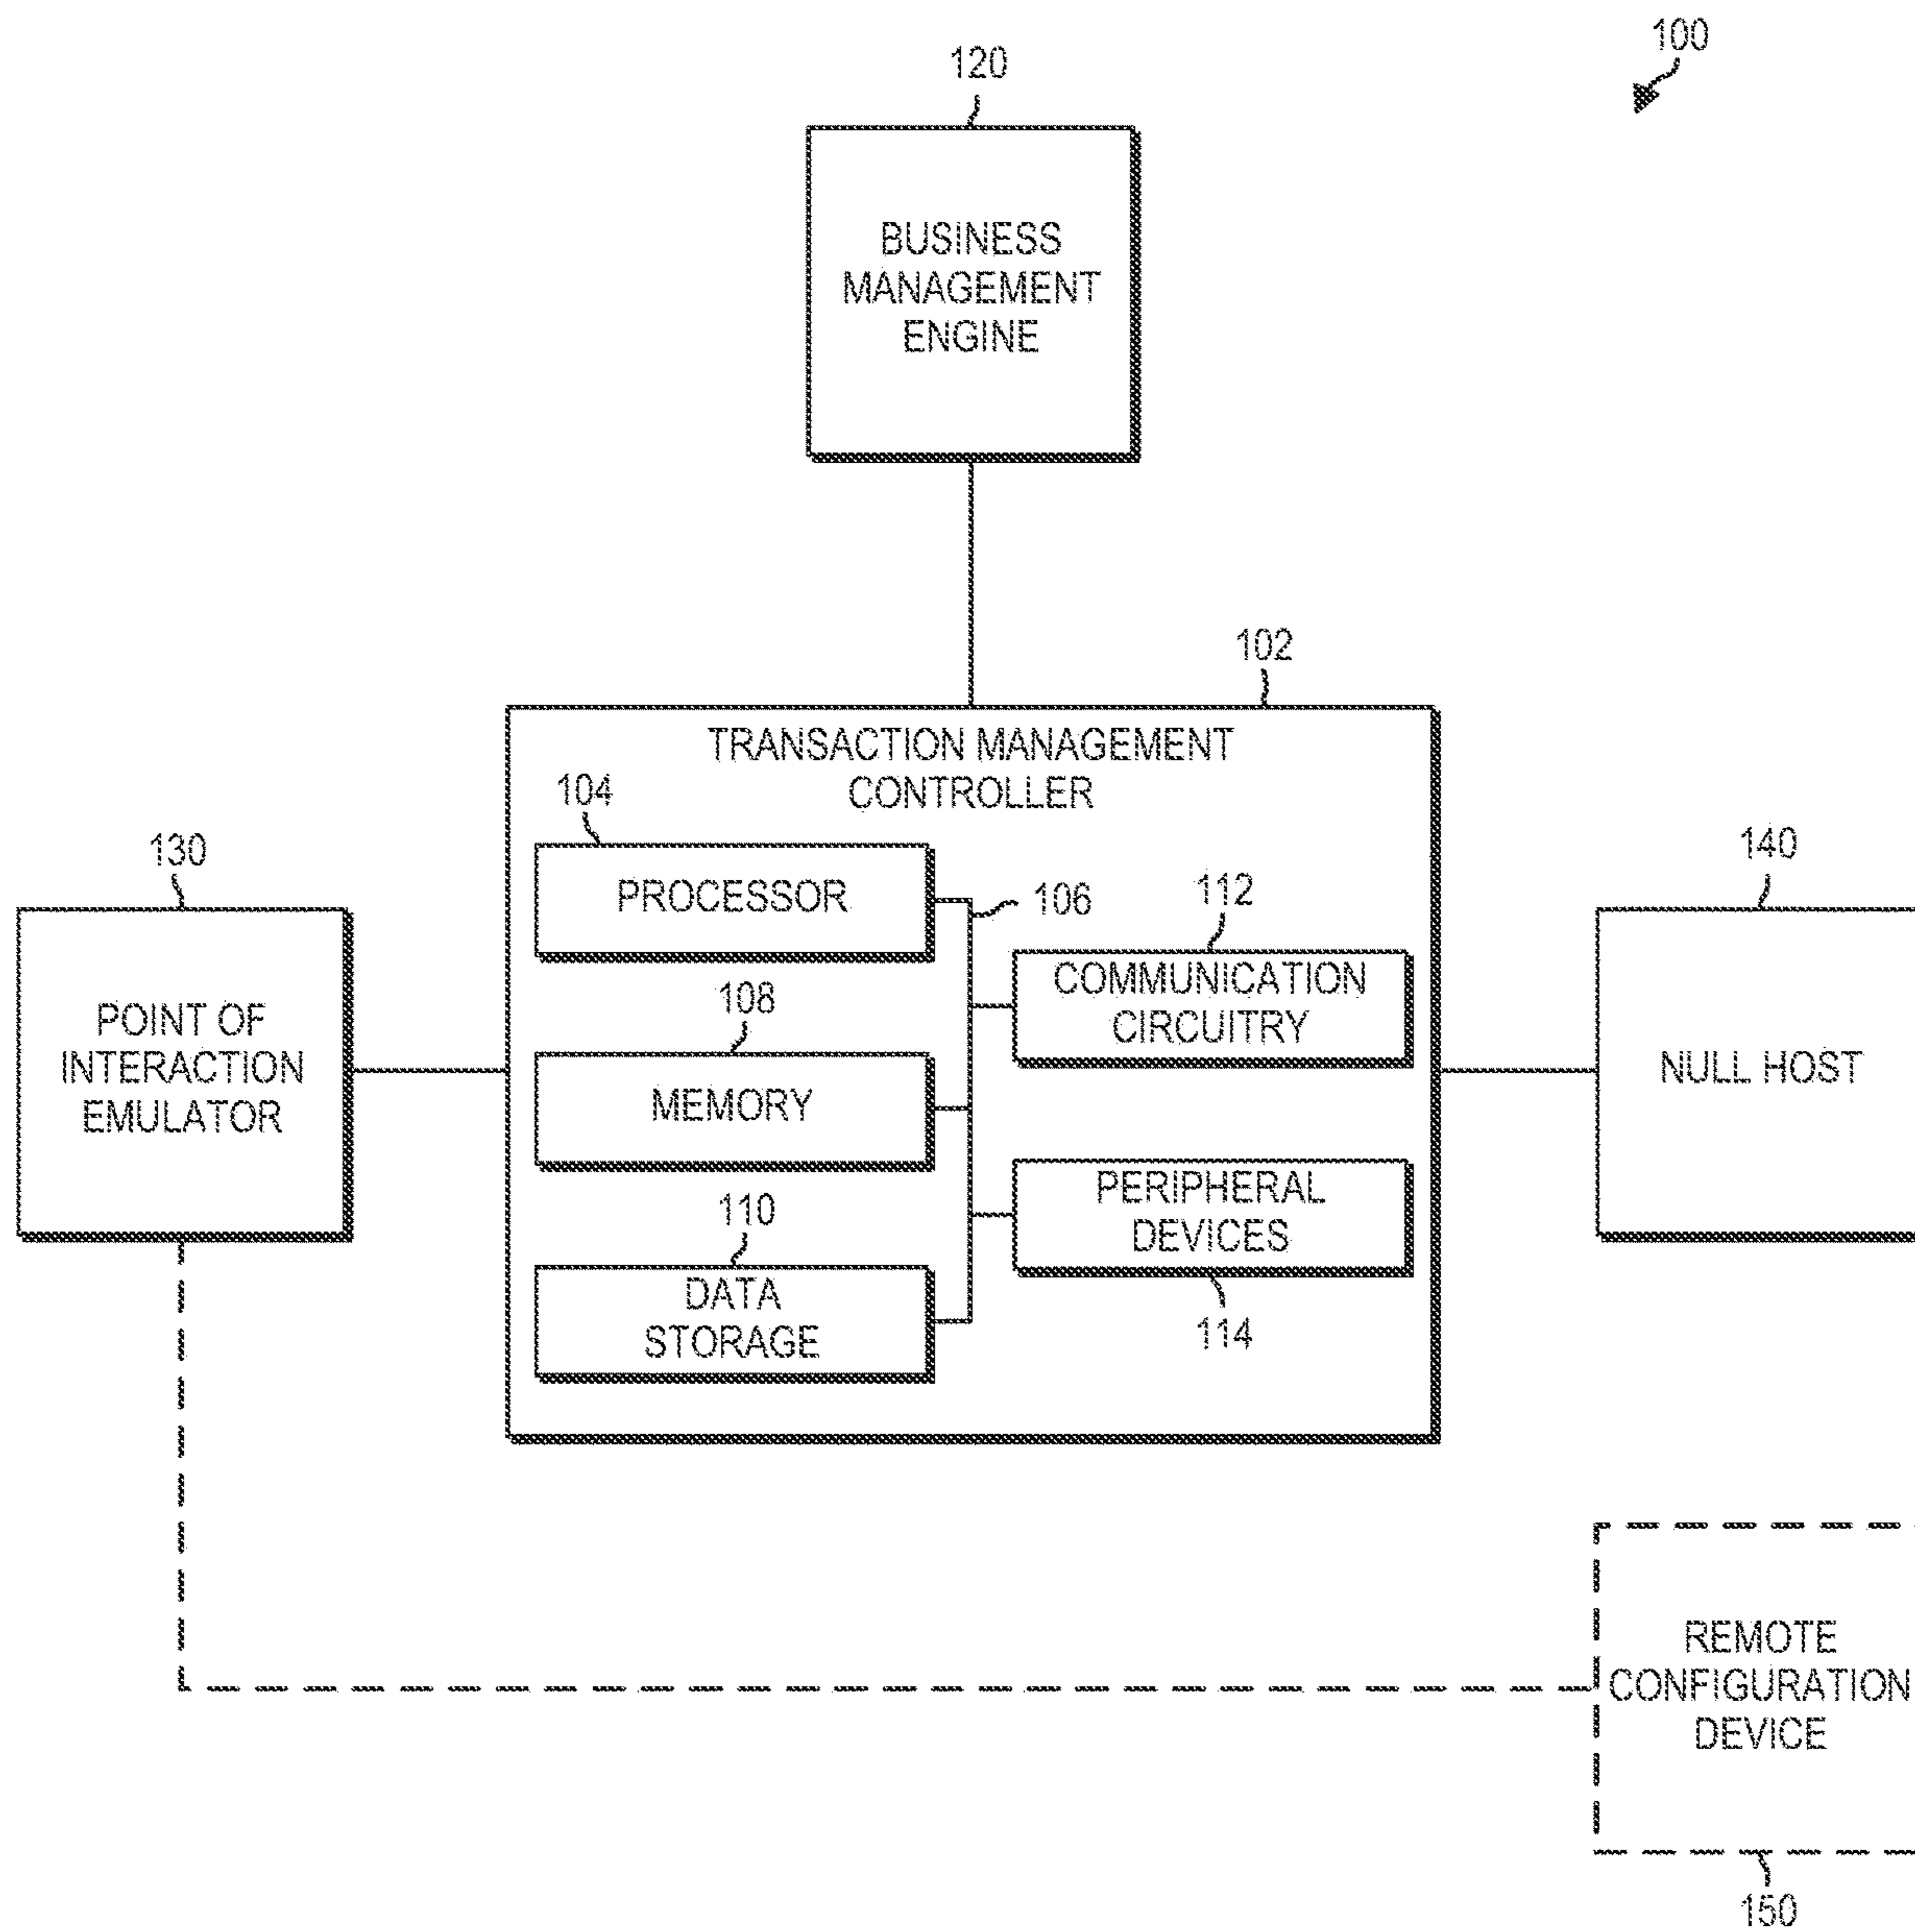 100
120
BUSINESS
MANAGEMENT
ENGINE
102
TRANSACTION MANAGEMENT
CONTROLLER
104
PROCESSOR
106
108
MEMORY
110
DATA
STORAGE
112
COMMUNICATION
CIRCUITRY
PERIPHERAL
DEVICES
114
130
POINT OF
INTERACTION
EMULATOR
140
NULL HOST
REMOTE
CONFIGURATION
DEVICE
150